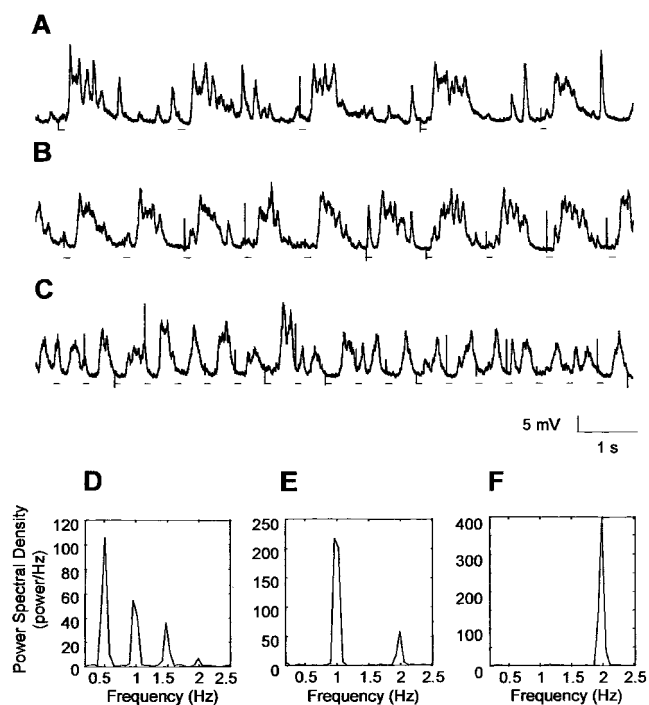 A
B
C
5 mV
1 s
D
E
F
Power Spectral Density
(power/Hz)
120
100
80
60
40
20
0
0.5 1 1.5 2 2.5
Frequency (Hz)
250
200
150
100
50
0
0.5 1 1.5 2 2.5
Frequency (Hz)
400
300
200
100
0
0.5 1 1.5 2 2.5
Frequency (Hz)